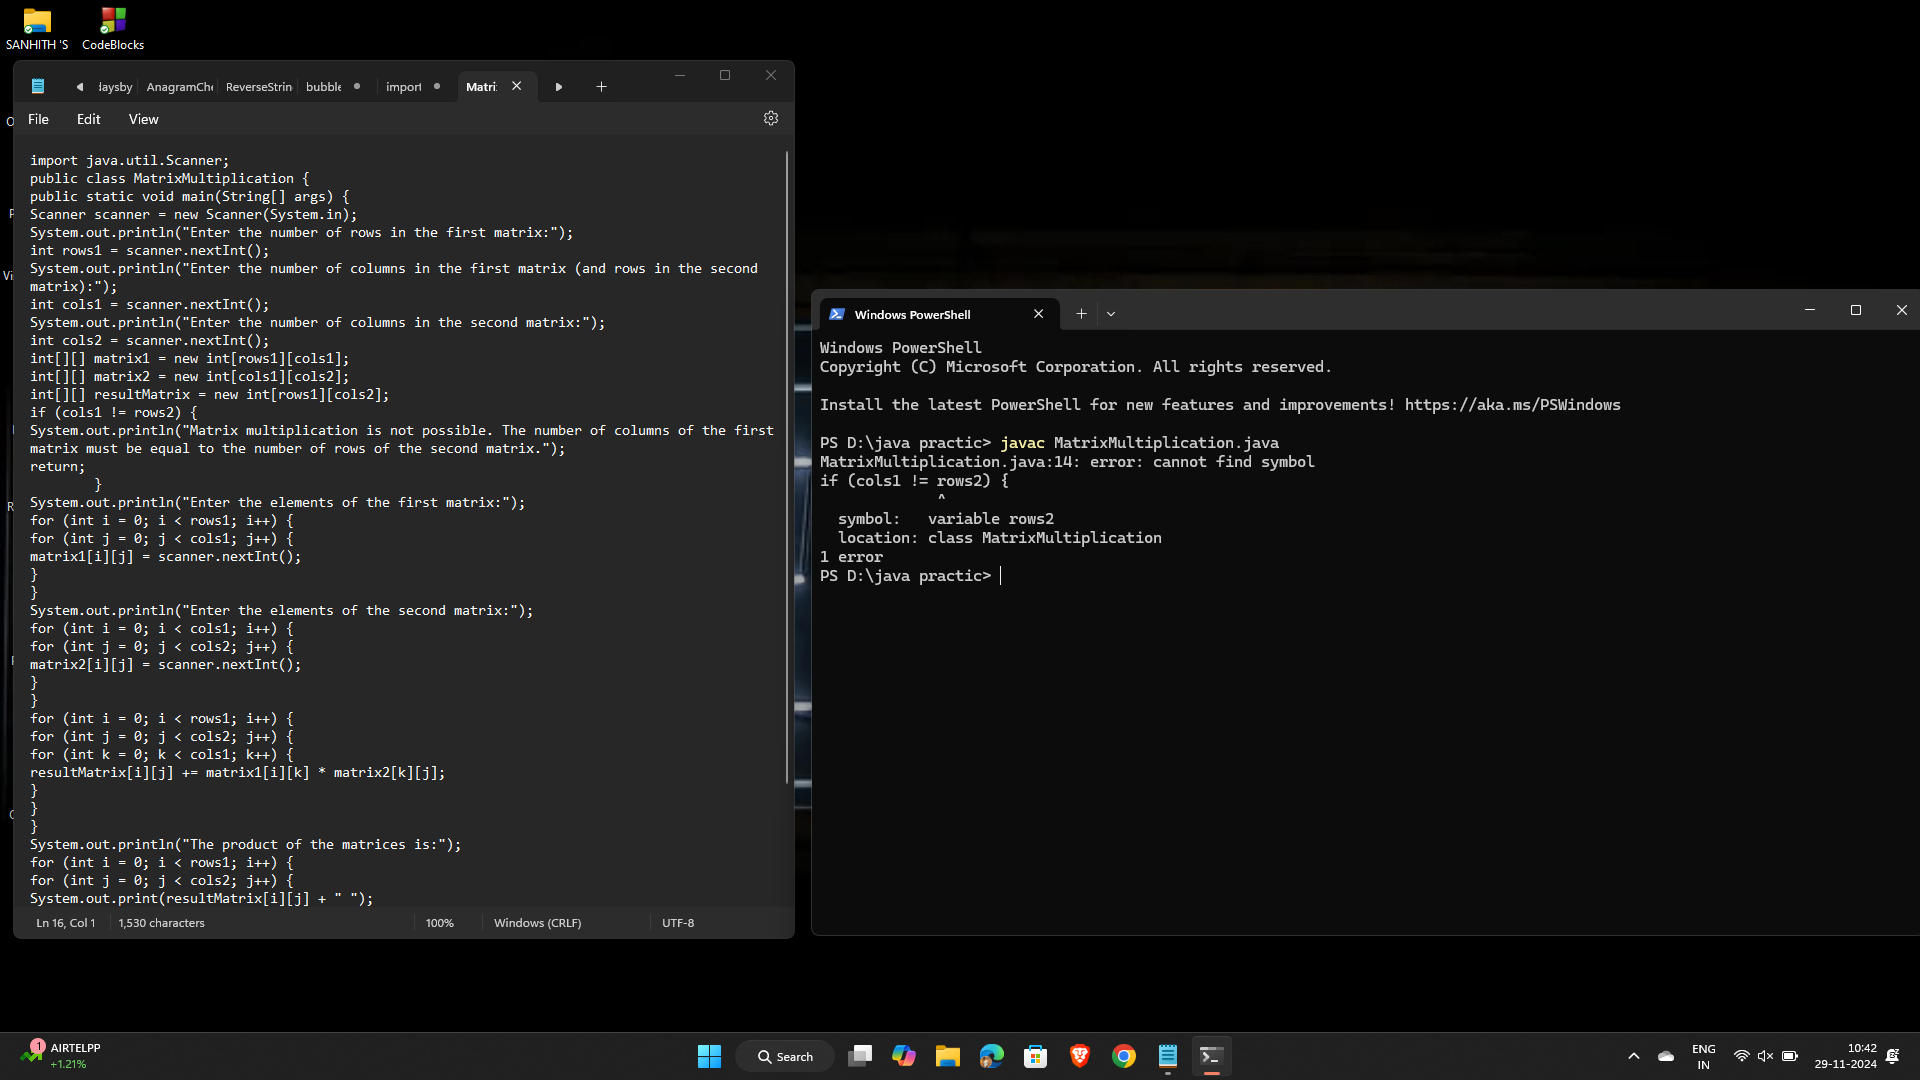 SANHITH 'S
CodeBlocks
AnagramChe
ReverseStrin
bubble
import
Matri
File
Edit
View
import java.util.Scanner;
public class MatrixMultiplication {
public static void main(String[] args) {
Scanner scanner = new Scanner(System.in);
System.out.println("Enter the number of rows in the first matrix:");
int rows1 = scanner.nextInt();
System.out.println("Enter the number of columns in the first matrix (and rows in the second
matrix):");
int cols1 = scanner.nextInt();
System.out.println("Enter the number of columns in the second matrix:");
int cols2 = scanner.nextInt();
int[][] matrix1 = new int[rows1][cols1];
int[][] matrix2 = new int[cols1][cols2];
int[][] resultMatrix = new int[rows1][cols2];
if (cols1 != rows2) {
System.out.println("Matrix multiplication is not possible. The number of columns of the first
matrix must be equal to the number of rows of the second matrix.");
return;
}
System.out.println("Enter the elements of the first matrix:");
for (int i = 0; i < rows1; i++) {
for (int j = 0; j < cols1; j++) {
matrix1[i][j] = scanner.nextInt();
}
}
System.out.println("Enter the elements of the second matrix:");
for (int i = 0; i < cols1; i++) {
for (int j = 0; j < cols2; j++) {
matrix2[i][j] = scanner.nextInt();
}
}
for (int i = 0; i < rows1; i++) {
for (int j = 0; j < cols2; j++) {
for (int k = 0; k < cols1; k++) {
resultMatrix[i][j] += matrix1[i][k] * matrix2[k][j];
}
}
}
System.out.println("The product of the matrices is:");
for (int i = 0; i < rows1; i++) {
for (int j = 0; j < cols2; j++) {
System.out.print(resultMatrix[i][j] + " ");
Ln 16, Col 1
1,530 characters
100%
Windows (CRLF)
UTF-8
Windows PowerShell
Windows PowerShell
Copyright (C) Microsoft Corporation. All rights reserved.
Install the latest PowerShell for new features and improvements! https://aka.ms/PSWindows
PS D:\java practic> javac MatrixMultiplication.java
MatrixMultiplication.java:14: error: cannot find symbol
if (cols1 != rows2) {
^
symbol:   variable rows2
location: class MatrixMultiplication
1 error
PS D:\java practic>
1
AIRTELPP
+1.21%
Search
ENG
IN
10:42
29-11-2024